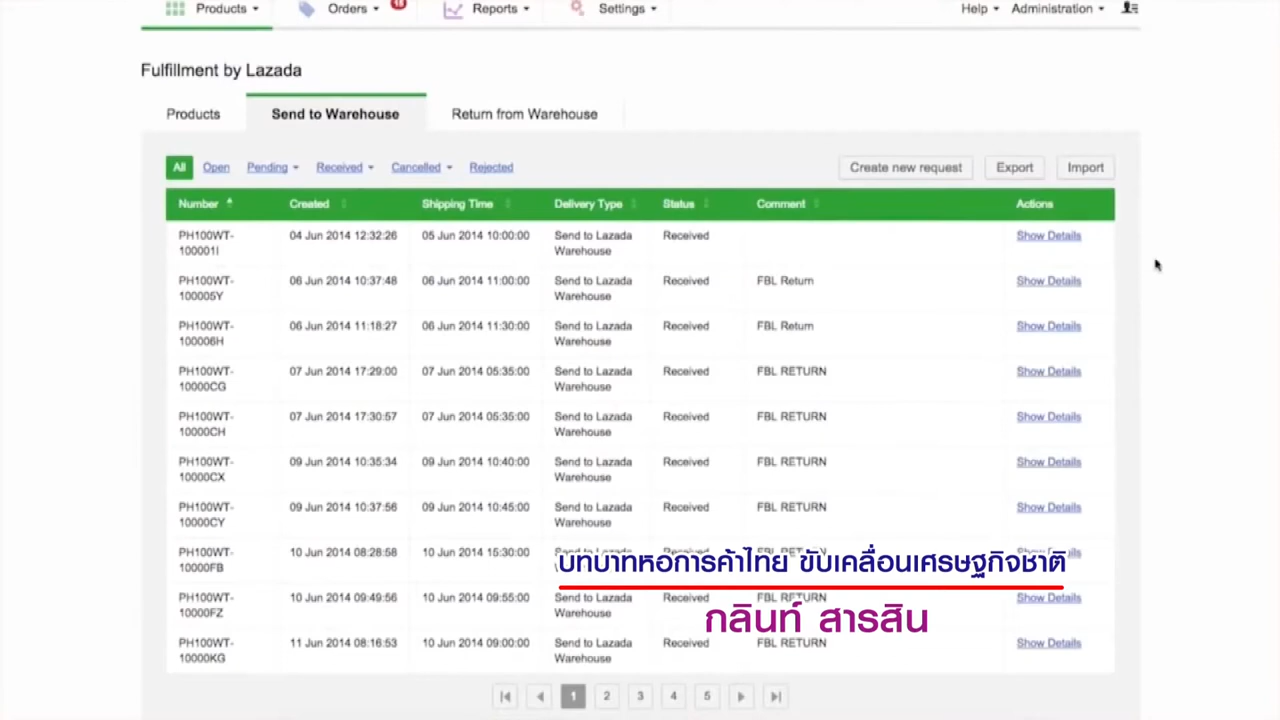 Products Orders 18 Reports Settings Help Administration
Fulfillment by Lazada
Products Send to Warehouse Return from Warehouse
All Open Pending Received Cancelled Rejected Create new request Export Import
Number Created Shipping Time Delivery Type Status Comment Actions
PH100WT- 04 Jun 2014 12:32:26 05 Jun 2014 10:00:00 Send to Lazada Received Show Details
100001I Warehouse
PH100WT- 06 Jun 2014 10:37:48 06 Jun 2014 11:00:00 Send to Lazada Received FBL Return Show Details
100005Y Warehouse
PH100WT- 06 Jun 2014 11:18:27 06 Jun 2014 11:30:00 Send to Lazada Received FBL Return Show Details
100006H Warehouse
PH100WT- 07 Jun 2014 17:29:00 07 Jun 2014 05:35:00 Send to Lazada Received FBL RETURN Show Details
10000CG Warehouse
PH100WT- 07 Jun 2014 17:30:57 07 Jun 2014 05:35:00 Send to Lazada Received FBL RETURN Show Details
10000CH Warehouse
PH100WT- 09 Jun 2014 10:35:34 09 Jun 2014 10:40:00 Send to Lazada Received FBL RETURN Show Details
10000CX Warehouse
PH100WT- 09 Jun 2014 10:37:56 09 Jun 2014 10:45:00 Send to Lazada Received FBL RETURN Show Details
10000CY Warehouse
PH100WT- 10 Jun 2014 08:28:58 10 Jun 2014 15:30:00
10000FB
บทบาทหอการค้าไทย ขับเคลื่อนเศรษฐกิจชาติ
PH100WT- 10 Jun 2014 09:49:56 10 Jun 2014 09:55:00 Send to Lazada Received FBL RETURN Show Details
10000FZ Warehouse
กลินท์ สารสิน
PH100WT- 11 Jun 2014 08:16:53 10 Jun 2014 09:00:00 Send to Lazada Received FBL RETURN Show Details
10000KG Warehouse
1 2 3 4 5